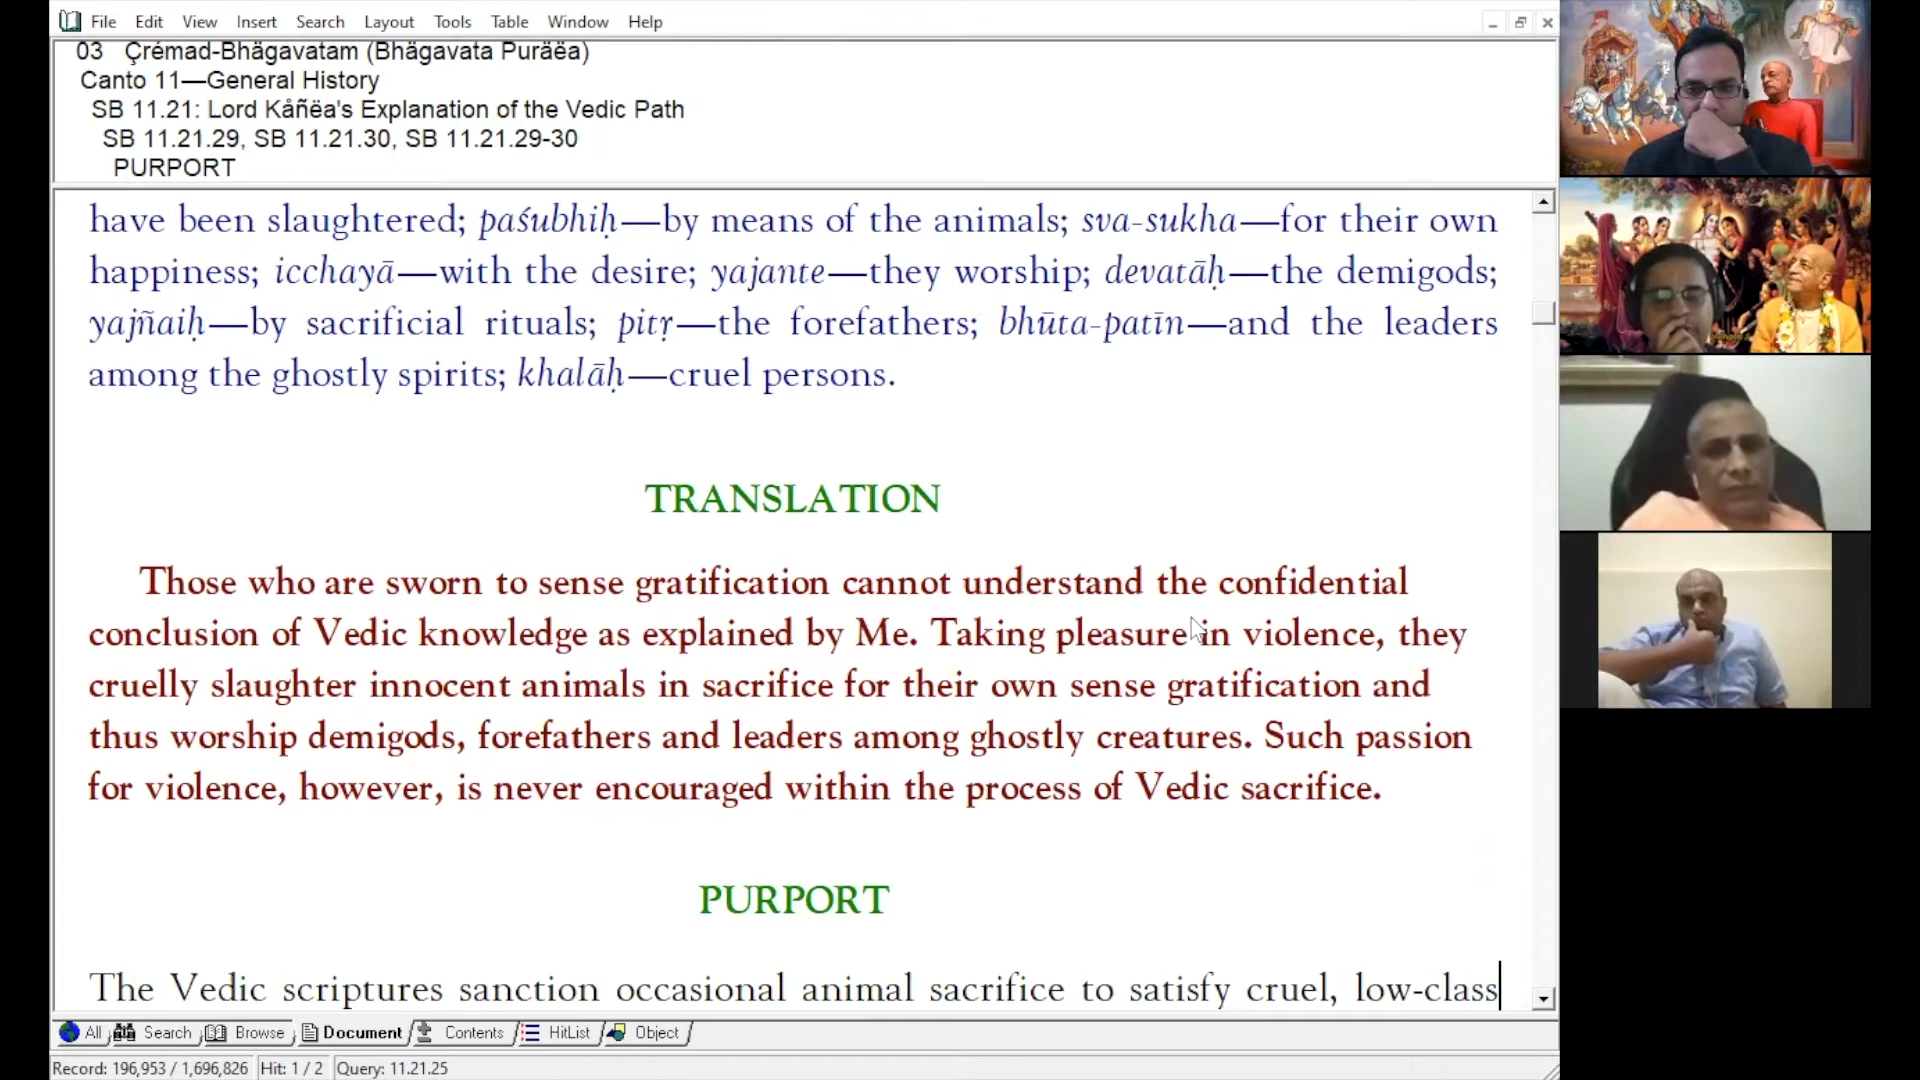 File Edit View Insert Search Layout Tools Table Window Help
03 Çrémad-Bhägavatam (Bhägavata Puräëa)
Canto 11—General History
SB 11.21: Lord Kåñëa's Explanation of the Vedic Path
SB 11.21.29, SB 11.21.30, SB 11.21.29-30
PURPORT
have been slaughtered; paśubhiḥ—by means of the animals; sva-sukha—for their own
happiness; icchayā—with the desire; yajante—they worship; devatāḥ—the demigods;
yajñaiḥ—by sacrificial rituals; pitṛ—the forefathers; bhūta-patīn—and the leaders
among the ghostly spirits; khalāḥ—cruel persons.
TRANSLATION
Those who are sworn to sense gratification cannot understand the confidential
conclusion of Vedic knowledge as explained by Me. Taking pleasure in violence, they
cruelly slaughter innocent animals in sacrifice for their own sense gratification and
thus worship demigods, forefathers and leaders among ghostly creatures. Such passion
for violence, however, is never encouraged within the process of Vedic sacrifice.
PURPORT
The Vedic scriptures sanction occasional animal sacrifice to satisfy cruel, low-class
All Search Browse Document Contents HitList Object
Record: 196,953 / 1,696,826 Hit: 1 / 2 Query: 11.21.25